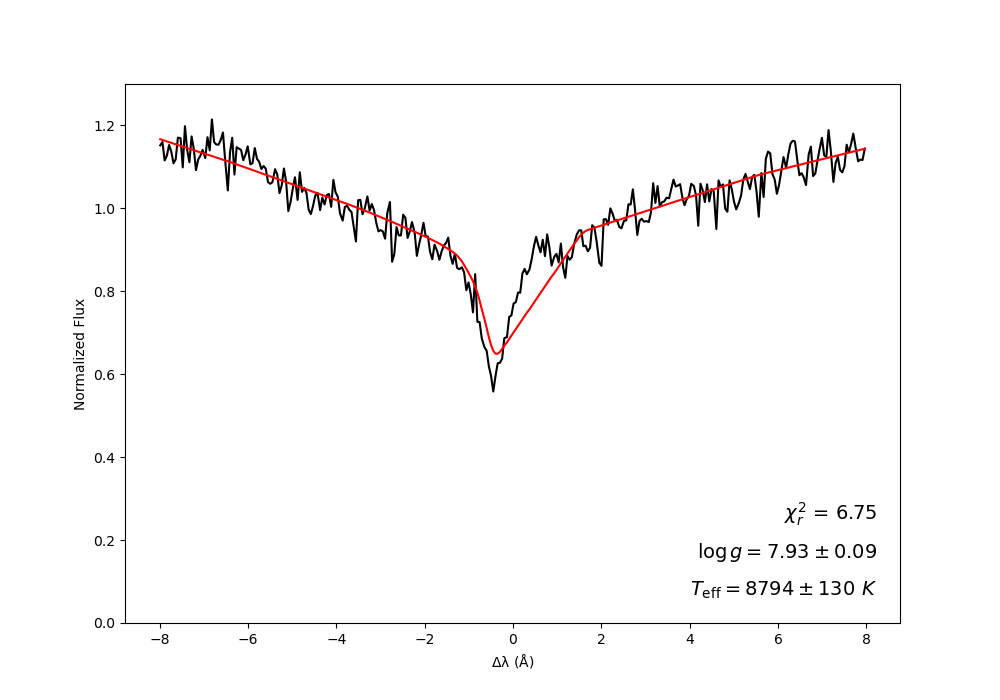 1.2
1.0
0.8
0.6
0.4
0.2
0.0
Normalized Flux
χ²ᵣ = 6.75
log g = 7.93 ± 0.09
T_eff = 8794 ± 130 K
−8 −6 −4 −2 0 2 4 6 8
Δλ (Å)